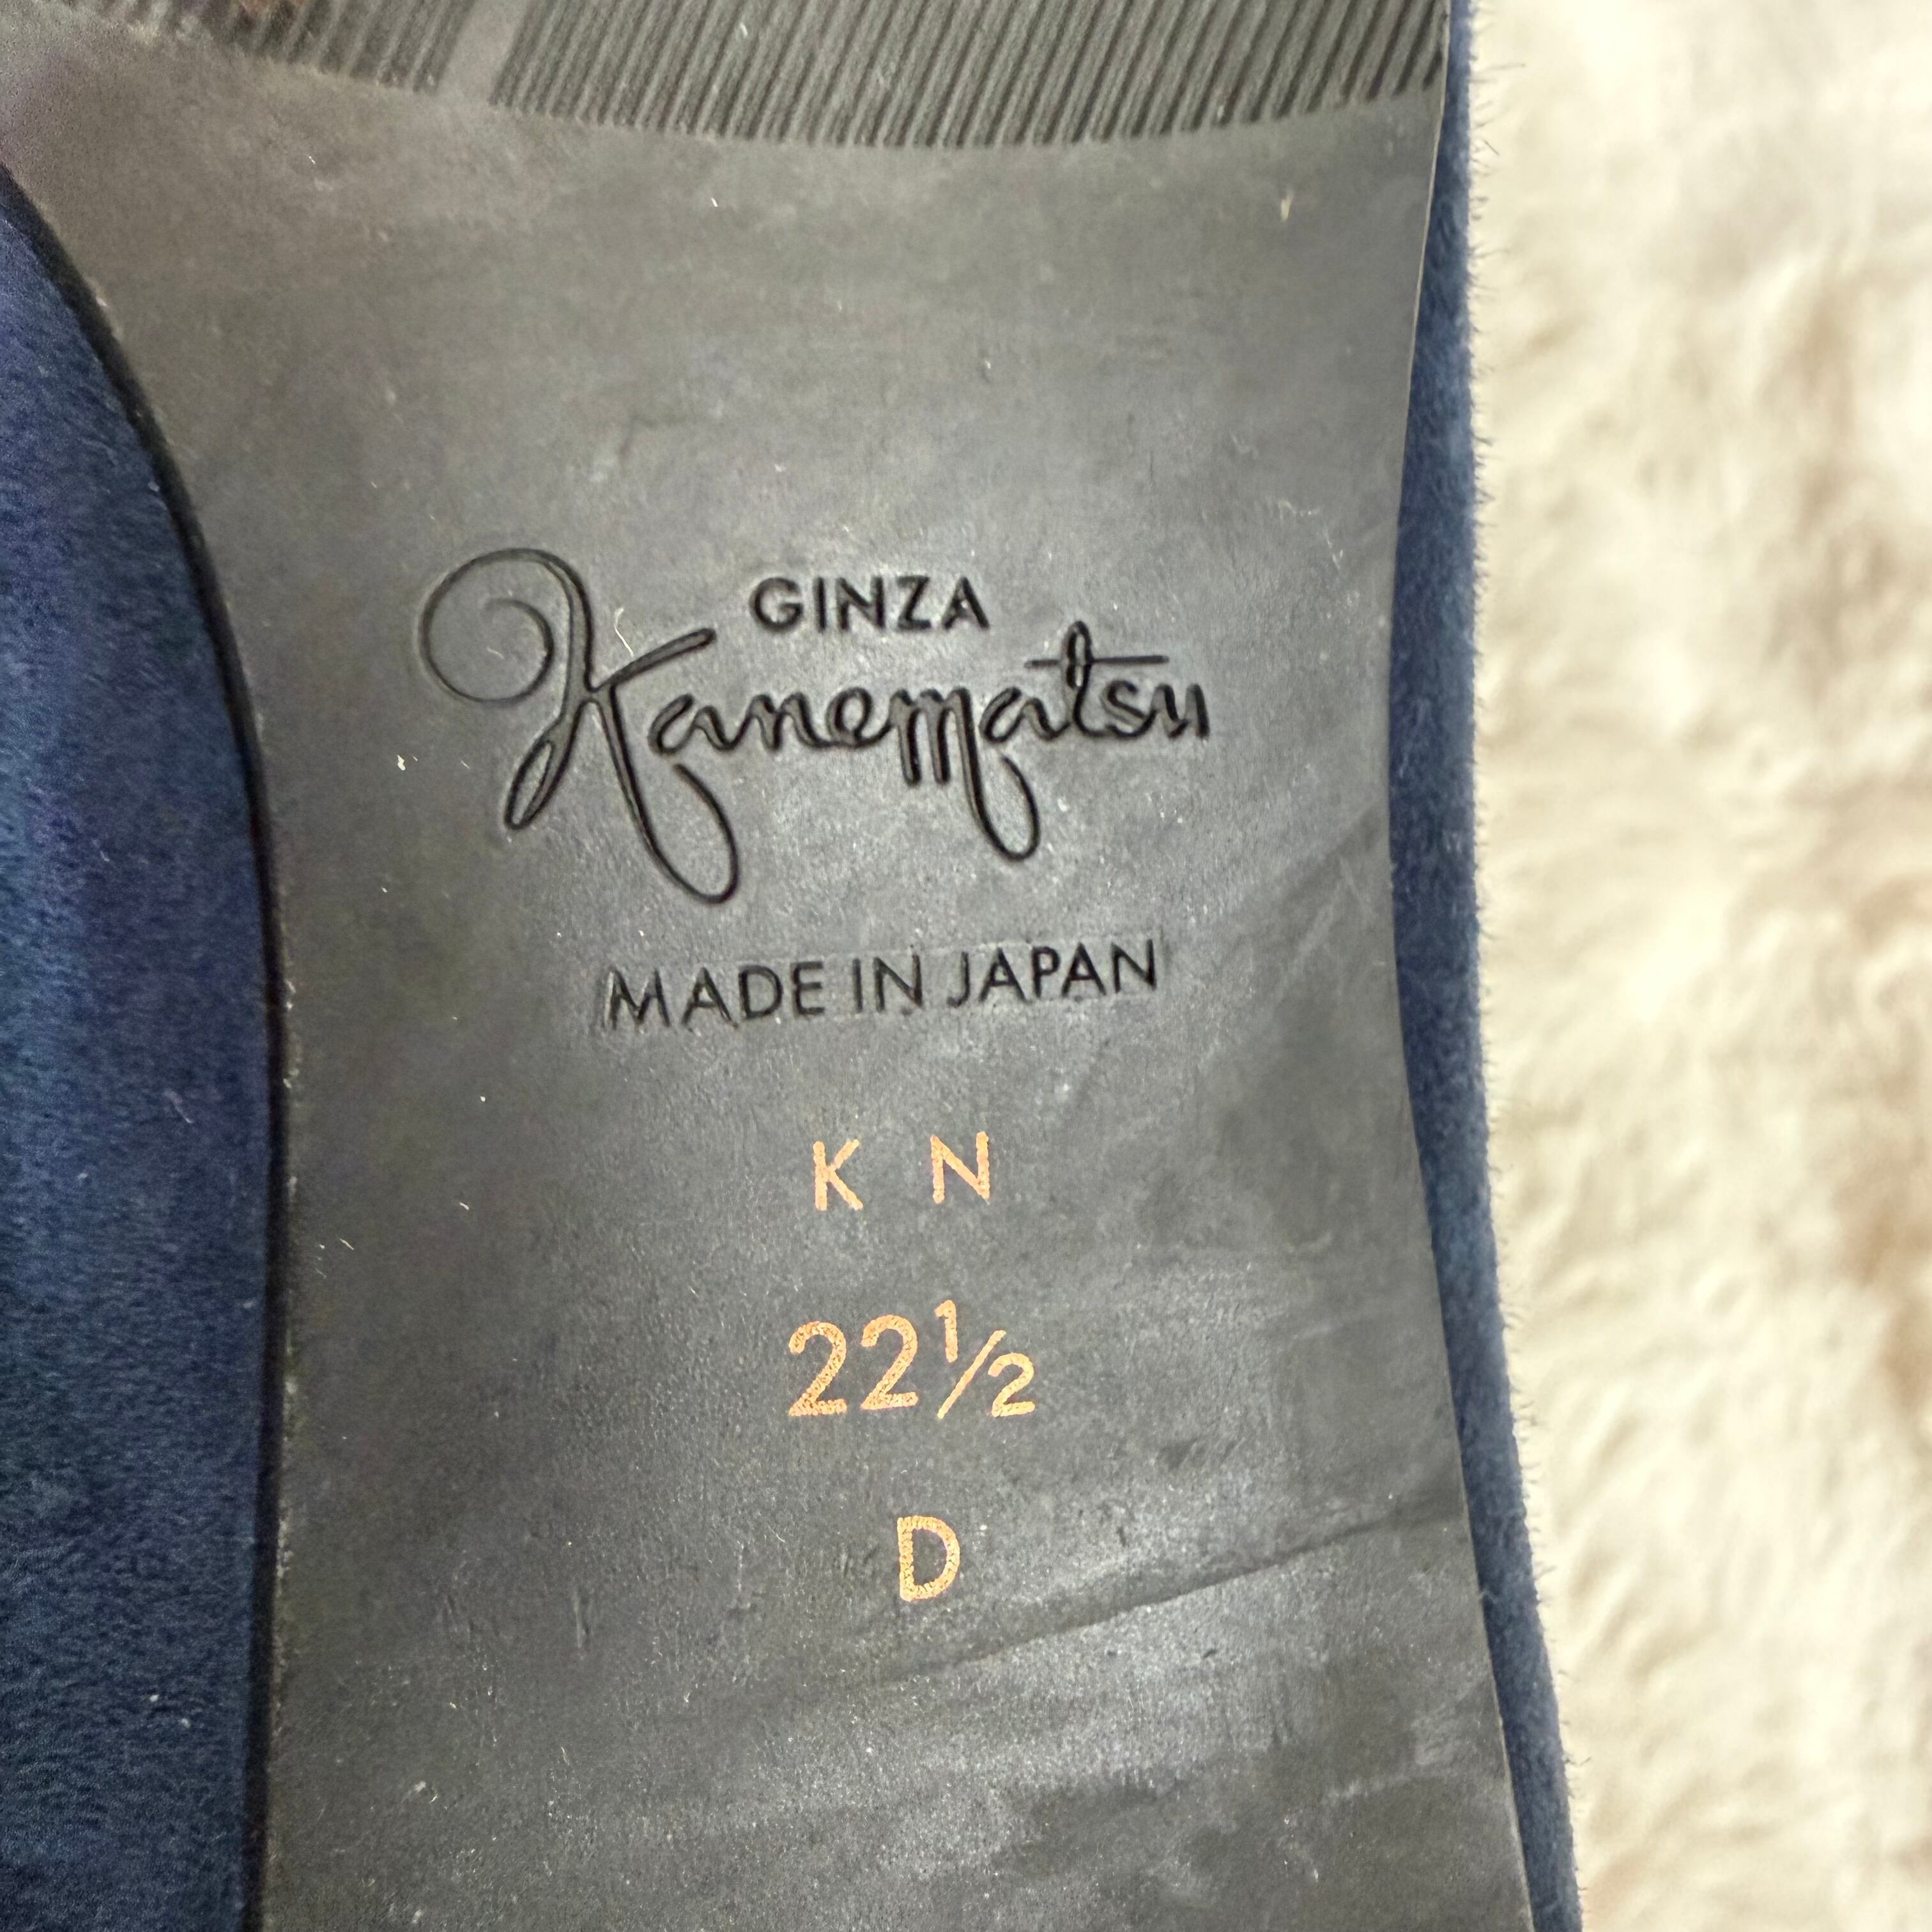 GINZA
Kanematsu
MADE IN JAPAN
K N
22½
D